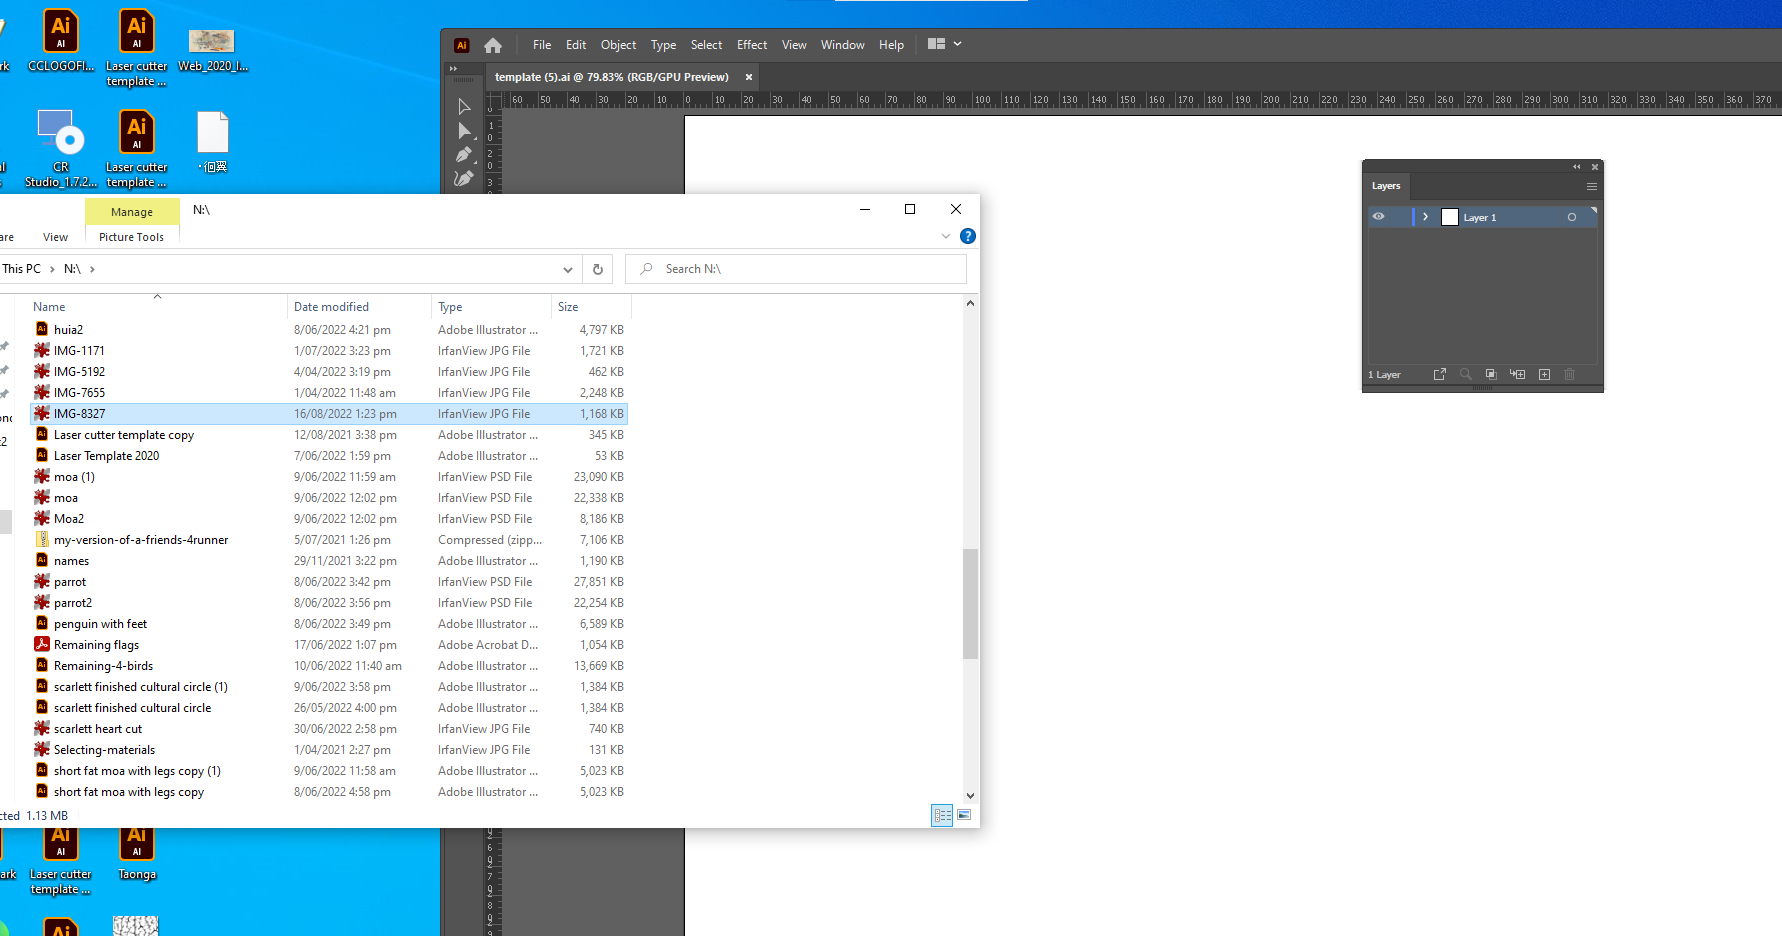 CCLOGOFI...
Laser cutter
template ...
Web_2020_I...
CR
Studio_1.7.2...
Laser cutter
template ...
File Edit Object Type Select Effect View Window Help
template (5).ai @ 79.83% (RGB/GPU Preview)
60 50 40 30 20 10 0 10 20 30 40 50 60 70 80 90 100 110 120 130 140 150 160 170 180 190 200 210 220 230 240 250 260 270 280 290 300 310 320 330 340 350 360 370
Layers
Layer 1
1 Layer
Manage N:\
View Picture Tools
This PC > N:\ >
Search N:\
Name Date modified Type Size
huia2 8/06/2022 4:21 pm Adobe Illustrator ... 4,797 KB
IMG-1171 1/07/2022 3:23 pm IrfanView JPG File 1,721 KB
IMG-5192 4/04/2022 3:19 pm IrfanView JPG File 462 KB
IMG-7655 1/04/2022 11:48 am IrfanView JPG File 2,248 KB
IMG-8327 16/08/2022 1:23 pm IrfanView JPG File 1,168 KB
Laser cutter template copy 12/08/2021 3:38 pm Adobe Illustrator ... 345 KB
Laser Template 2020 7/06/2022 1:59 pm Adobe Illustrator ... 53 KB
moa (1) 9/06/2022 11:59 am IrfanView PSD File 23,090 KB
moa 9/06/2022 12:02 pm IrfanView PSD File 22,338 KB
Moa2 9/06/2022 12:02 pm IrfanView PSD File 8,186 KB
my-version-of-a-friends-4runner 5/07/2021 1:26 pm Compressed (zipp... 7,106 KB
names 29/11/2021 3:22 pm Adobe Illustrator ... 1,190 KB
parrot 8/06/2022 3:42 pm IrfanView PSD File 27,851 KB
parrot2 8/06/2022 3:56 pm IrfanView PSD File 22,254 KB
penguin with feet 8/06/2022 3:49 pm Adobe Illustrator ... 6,589 KB
Remaining flags 17/06/2022 1:07 pm Adobe Acrobat D... 1,054 KB
Remaining-4-birds 10/06/2022 11:40 am Adobe Illustrator ... 13,669 KB
scarlett finished cultural circle (1) 9/06/2022 3:58 pm Adobe Illustrator ... 1,384 KB
scarlett finished cultural circle 26/05/2022 4:00 pm Adobe Illustrator ... 1,384 KB
scarlett heart cut 30/06/2022 2:58 pm IrfanView JPG File 740 KB
Selecting-materials 1/04/2021 2:27 pm IrfanView JPG File 131 KB
short fat moa with legs copy (1) 9/06/2022 11:58 am Adobe Illustrator ... 5,023 KB
short fat moa with legs copy 8/06/2022 4:58 pm Adobe Illustrator ... 5,023 KB
cted 1.13 MB
Laser cutter
template ...
Taonga